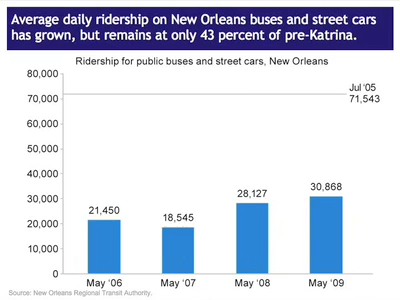 Average daily ridership on New Orleans buses and street cars
has grown, but remains at only 43 percent of pre-Katrina.
Ridership for public buses and street cars, New Orleans
80,000
70,000
60,000
50,000
40,000
30,000
20,000
10,000
0
Jul '05
71,543
21,450
18,545
28,127
30,868
May '06
May '07
May '08
May '09
Source: New Orleans Regional Transit Authority.